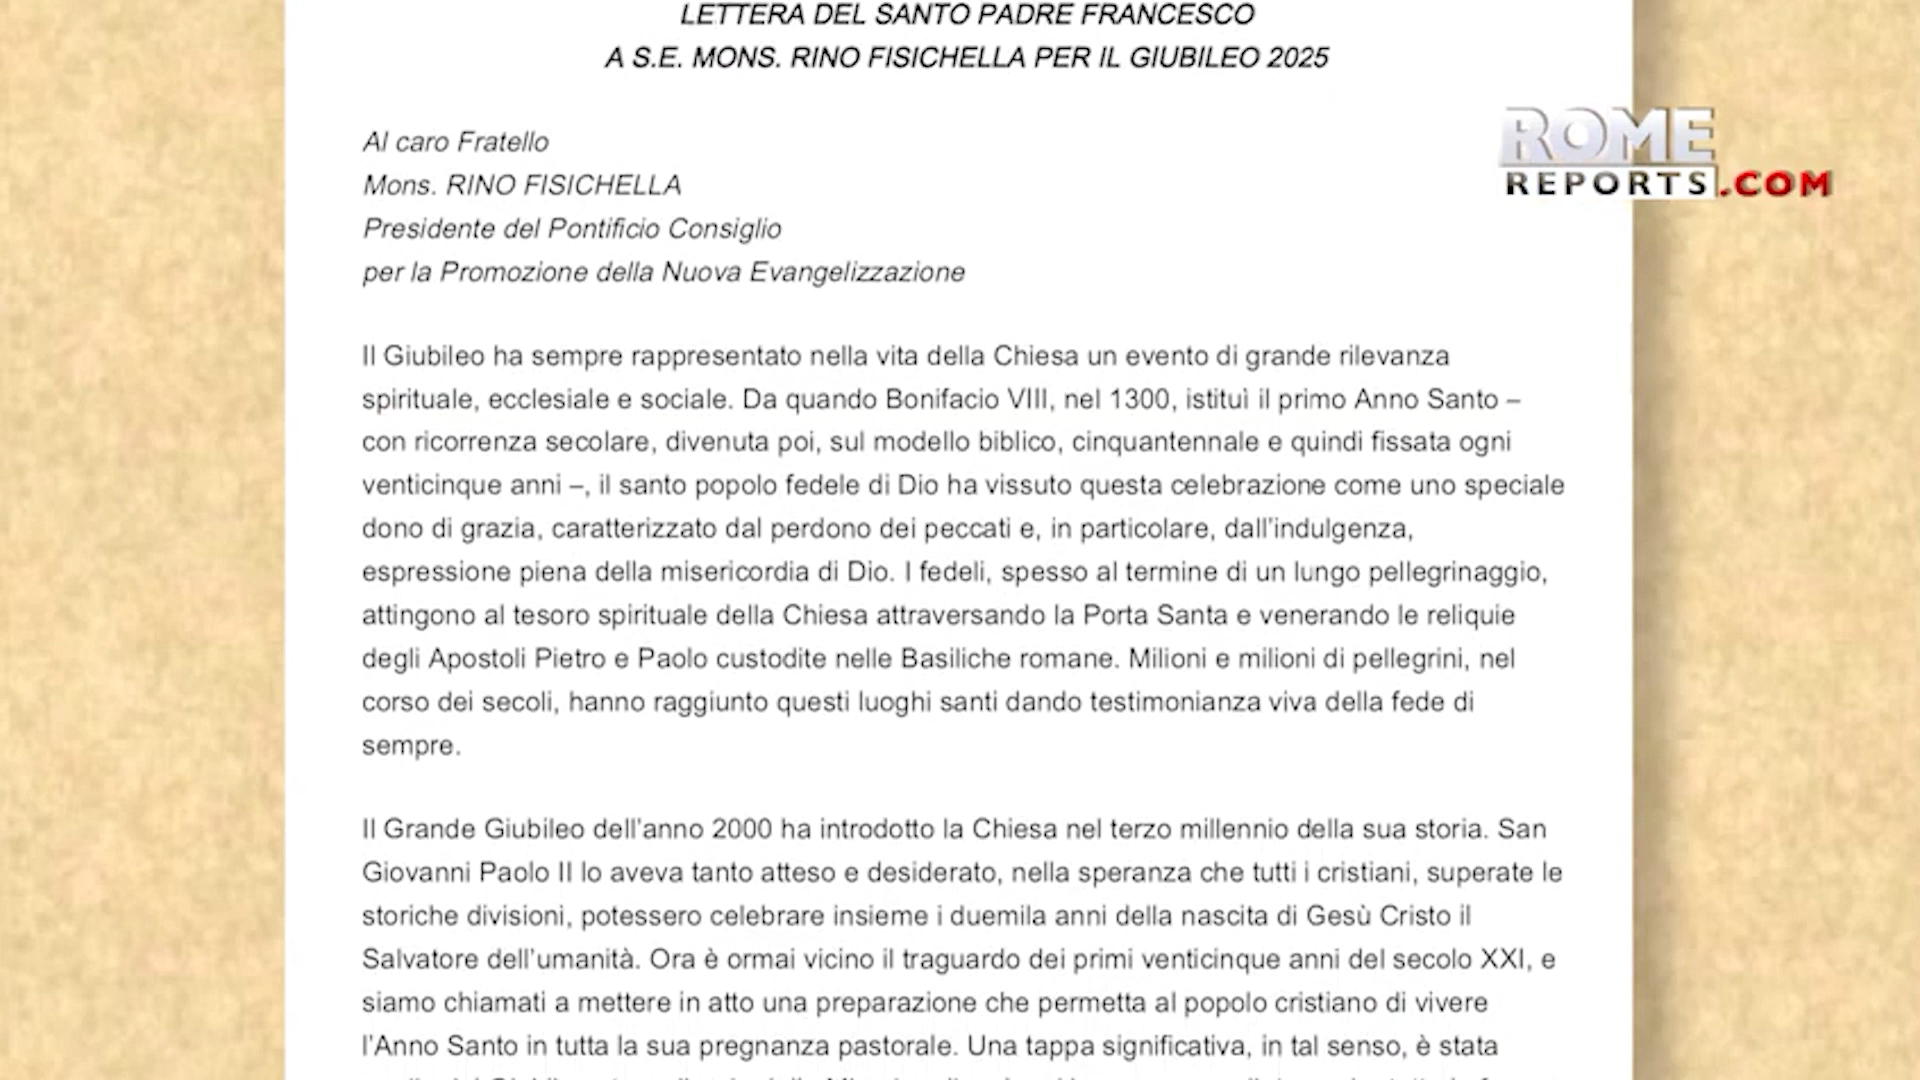 LETTERA DEL SANTO PADRE FRANCESCO
A S.E. MONS. RINO FISICHELLA PER IL GIUBILEO 2025
ROME
REPORTS.COM
Al caro Fratello
Mons. RINO FISICHELLA
Presidente del Pontificio Consiglio
per la Promozione della Nuova Evangelizzazione
Il Giubileo ha sempre rappresentato nella vita della Chiesa un evento di grande rilevanza
spirituale, ecclesiale e sociale. Da quando Bonifacio VIII, nel 1300, istituì il primo Anno Santo –
con ricorrenza secolare, divenuta poi, sul modello biblico, cinquantennale e quindi fissata ogni
venticinque anni –, il santo popolo fedele di Dio ha vissuto questa celebrazione come uno speciale
dono di grazia, caratterizzato dal perdono dei peccati e, in particolare, dall'indulgenza,
espressione piena della misericordia di Dio. I fedeli, spesso al termine di un lungo pellegrinaggio,
attingono al tesoro spirituale della Chiesa attraversando la Porta Santa e venerando le reliquie
degli Apostoli Pietro e Paolo custodite nelle Basiliche romane. Milioni e milioni di pellegrini, nel
corso dei secoli, hanno raggiunto questi luoghi santi dando testimonianza viva della fede di
sempre.
Il Grande Giubileo dell'anno 2000 ha introdotto la Chiesa nel terzo millennio della sua storia. San
Giovanni Paolo II lo aveva tanto atteso e desiderato, nella speranza che tutti i cristiani, superate le
storiche divisioni, potessero celebrare insieme i duemila anni della nascita di Gesù Cristo il
Salvatore dell'umanità. Ora è ormai vicino il traguardo dei primi venticinque anni del secolo XXI, e
siamo chiamati a mettere in atto una preparazione che permetta al popolo cristiano di vivere
l'Anno Santo in tutta la sua pregnanza pastorale. Una tappa significativa, in tal senso, è stata